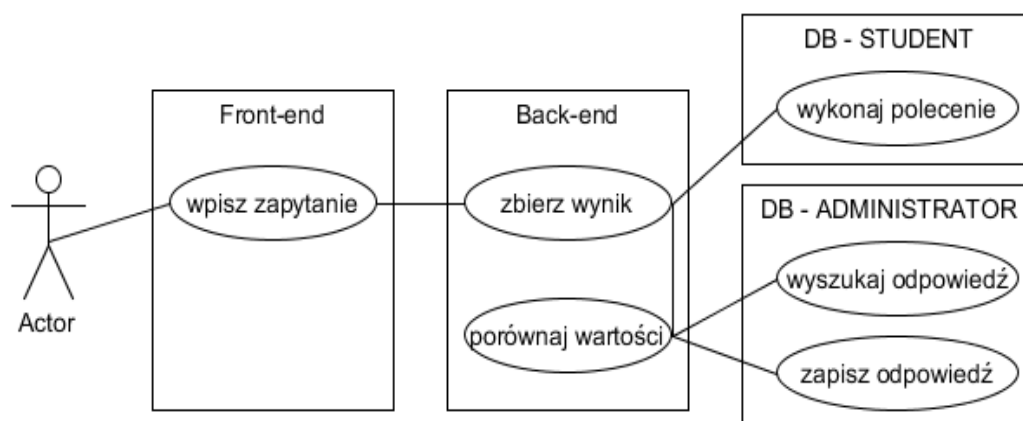 Actor
Front-end
wpisz zapytanie
Back-end
zbierz wynik
porównaj wartości
DB - STUDENT
wykonaj polecenie
DB - ADMINISTRATOR
wyszukaj odpowiedź
zapisz odpowiedź